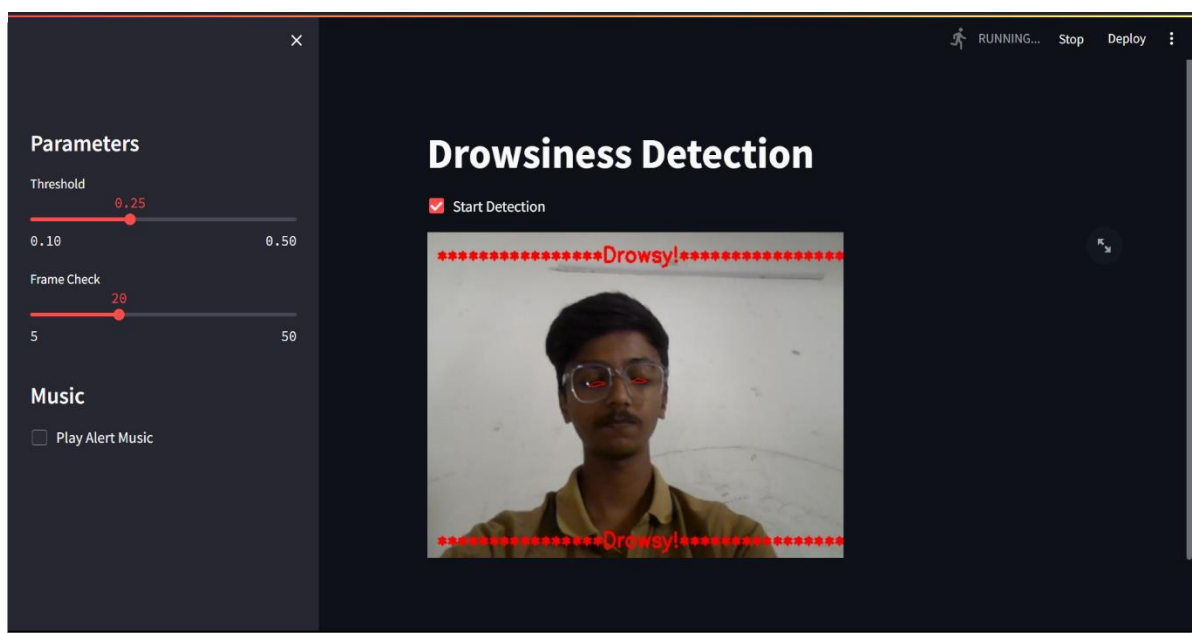 ×
RUNNING... Stop Deploy
Parameters
Threshold
0.25
0.10 0.50
Frame Check
20
5 50
Music
Play Alert Music
Drowsiness Detection
Start Detection
****************Drowsy!****************
****************Drowsy!****************